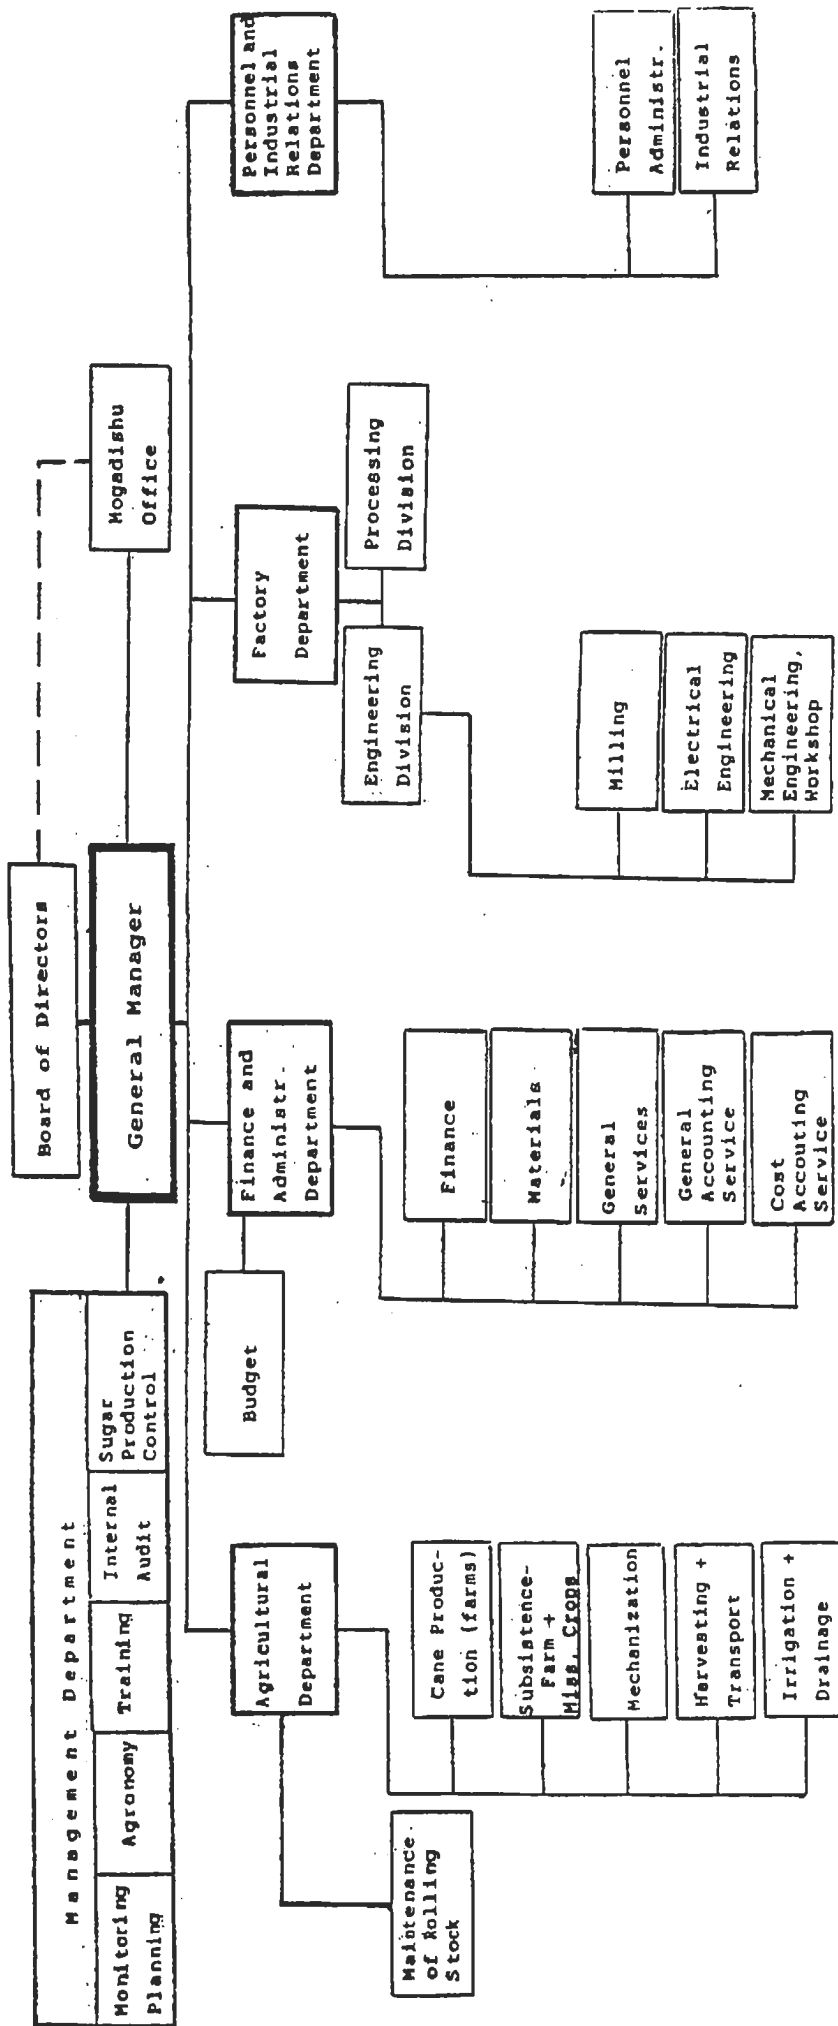 Board of Directors
General Manager
Mogadishu
Office
Management Department
Monitoring
Planning
Agronomy
Training
Internal
Audit
Sugar
Production
Control
Agricultural
Department
Maintenance
of Rolling
Stock
Cane Produc-
tion (farms)
Subsistence-
Farm +
Miss. Crops
Mechanization
Harvesting +
Transport
Irrigation +
Drainage
Finance and
Administr.
Department
Budget
Finance
Materials
General
Services
General
Accounting
Service
Cost
Accouting
Service
Factory
Department
Engineering
Division
Processing
Division
Milling
Electrical
Engineering
Mechanical
Engineering,
Workshop
Personnel and
Industrial
Relations
Department
Personnel
Administr.
Industrial
Relations